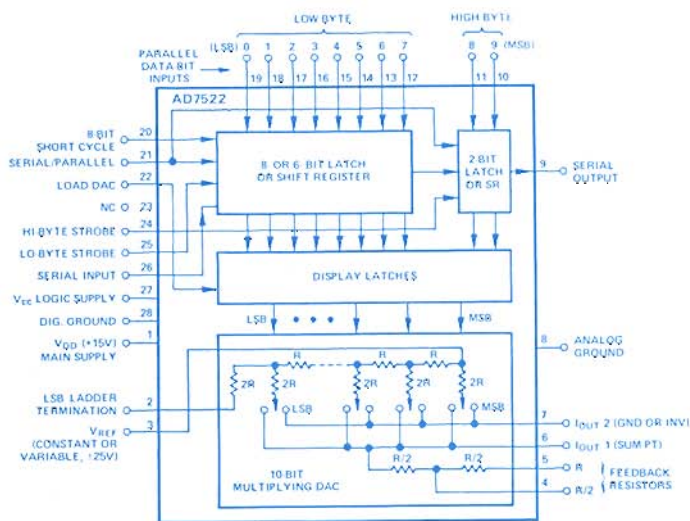 LOW BYTE
HIGH BYTE
PARALLEL
DATA BIT
INPUTS
(LSB) 0 1 2 3 4 5 6 7
8 9 (MSB)
19 18 17 16 15 14 13 12
11 10
AD7522
8-BIT
SHORT CYCLE
20
SERIAL/PARALLEL
21
LOAD DAC
22
NC
23
HI-BYTE STROBE
24
LO-BYTE STROBE
25
SERIAL INPUT
26
VCC LOGIC SUPPLY
27
DIG. GROUND
28
VDD (+15V)
MAIN SUPPLY
1
LSB LADDER
TERMINATION
2
VREF
(CONSTANT OR
VARIABLE, ±25V)
3
8 OR 6-BIT LATCH
OR SHIFT REGISTER
2-BIT
LATCH
OR SR
9
SERIAL
OUTPUT
DISPLAY LATCHES
LSB
MSB
8
ANALOG
GROUND
R R R
2R 2R 2R 2R 2R
LSB
MSB
7
IOUT 2 (GND OR INV)
6
IOUT 1 (SUM PT)
R/2 R/2
5
R
4
R/2
FEEDBACK
RESISTORS
10-BIT
MULTIPLYING DAC